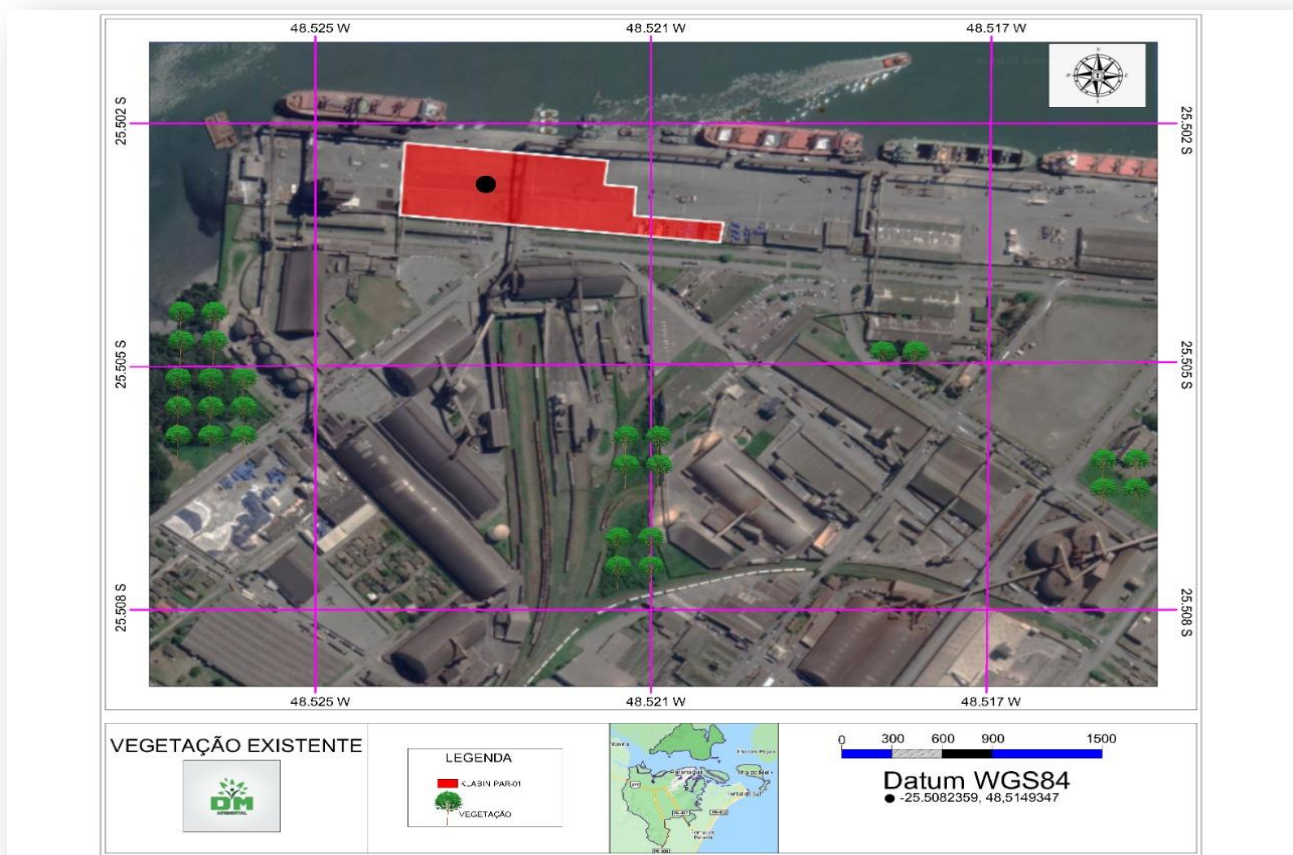 48.525 W 48.521 W 48.517 W
25.502 S 25.502 S
25.505 S 25.505 S
25.508 S 25.508 S
48.525 W 48.521 W 48.517 W
VEGETAÇÃO EXISTENTE
DM
AMBIENTAL
LEGENDA
KLABIN PAR-01
VEGETAÇÃO
Paranaguá
0 300 600 900 1500
Datum WGS84
-25.5082359, 48,5149347